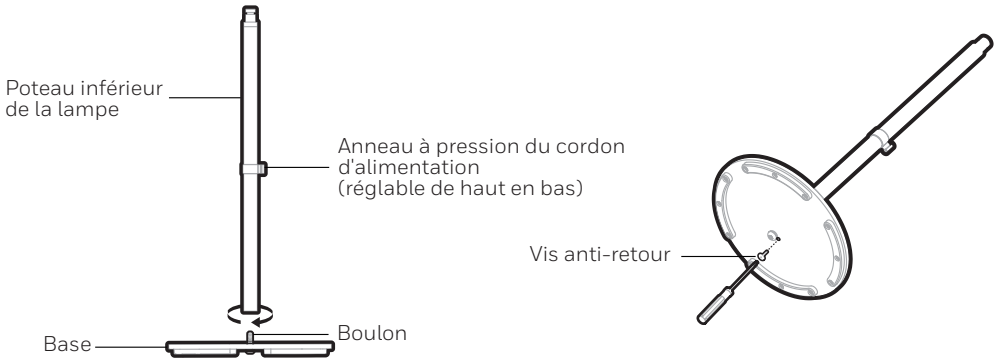 Poteau inférieur
de la lampe
Anneau à pression du cordon
d'alimentation
(réglable de haut en bas)
Vis anti-retour
Boulon
Base